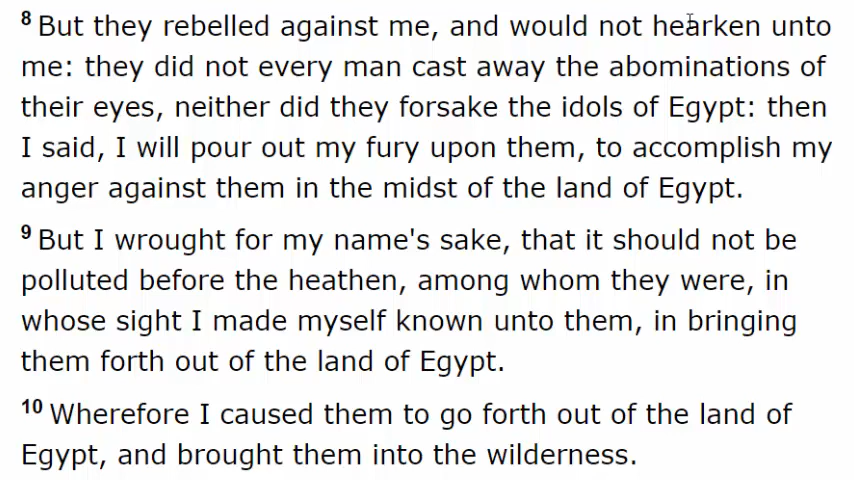 8 But they rebelled against me, and would not hearken unto
me: they did not every man cast away the abominations of
their eyes, neither did they forsake the idols of Egypt: then
I said, I will pour out my fury upon them, to accomplish my
anger against them in the midst of the land of Egypt.
9 But I wrought for my name's sake, that it should not be
polluted before the heathen, among whom they were, in
whose sight I made myself known unto them, in bringing
them forth out of the land of Egypt.
10 Wherefore I caused them to go forth out of the land of
Egypt, and brought them into the wilderness.